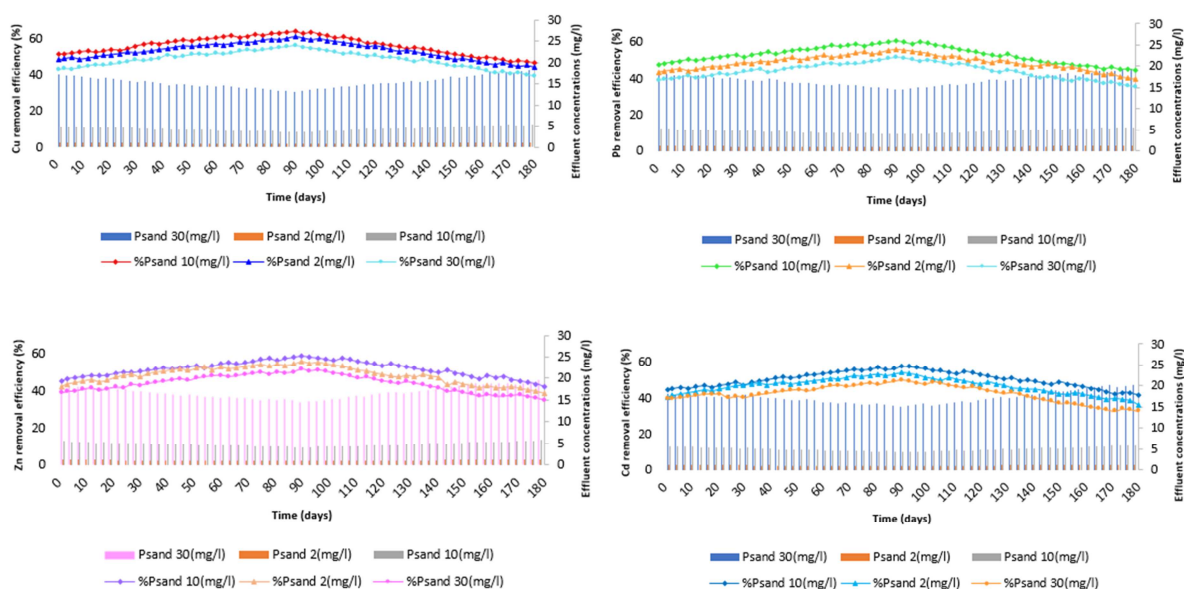 Cu removal efficiency (%)
60
40
20
0
0 10 20 30 40 50 60 70 80 90 100 110 120 130 140 150 160 170 180
30
25
20
15
10
5
0
Effluent concentrations (mg/l)
Time (days)
Psand 30(mg/l) Psand 2(mg/l) Psand 10(mg/l)
%Psand 10(mg/l) %Psand 2(mg/l) %Psand 30(mg/l)
Pb removal efficiency (%)
60
40
20
0
0 10 20 30 40 50 60 70 80 90 100 110 120 130 140 150 160 170 180
30
25
20
15
10
5
0
Effluent concentrations (mg/l)
Time (days)
Psand 30(mg/l) Psand 2(mg/l) Psand 10(mg/l)
%Psand 10(mg/l) %Psand 2(mg/l) %Psand 30(mg/l)
Zn removal efficiency (%)
60
40
20
0
0 10 20 30 40 50 60 70 80 90 100 110 120 130 140 150 160 170 180
30
25
20
15
10
5
0
Effluent concentrations (mg/l)
Time (days)
Psand 30(mg/l) Psand 2(mg/l) Psand 10(mg/l)
%Psand 10(mg/l) %Psand 2(mg/l) %Psand 30(mg/l)
Cd removal efficiency (%)
60
40
20
0
0 10 20 30 40 50 60 70 80 90 100 110 120 130 140 150 160 170 180
30
25
20
15
10
5
0
Effluent concentrations (mg/l)
Time (days)
Psand 30(mg/l) Psand 2(mg/l) Psand 10(mg/l)
%Psand 10(mg/l) %Psand 2(mg/l) %Psand 30(mg/l)